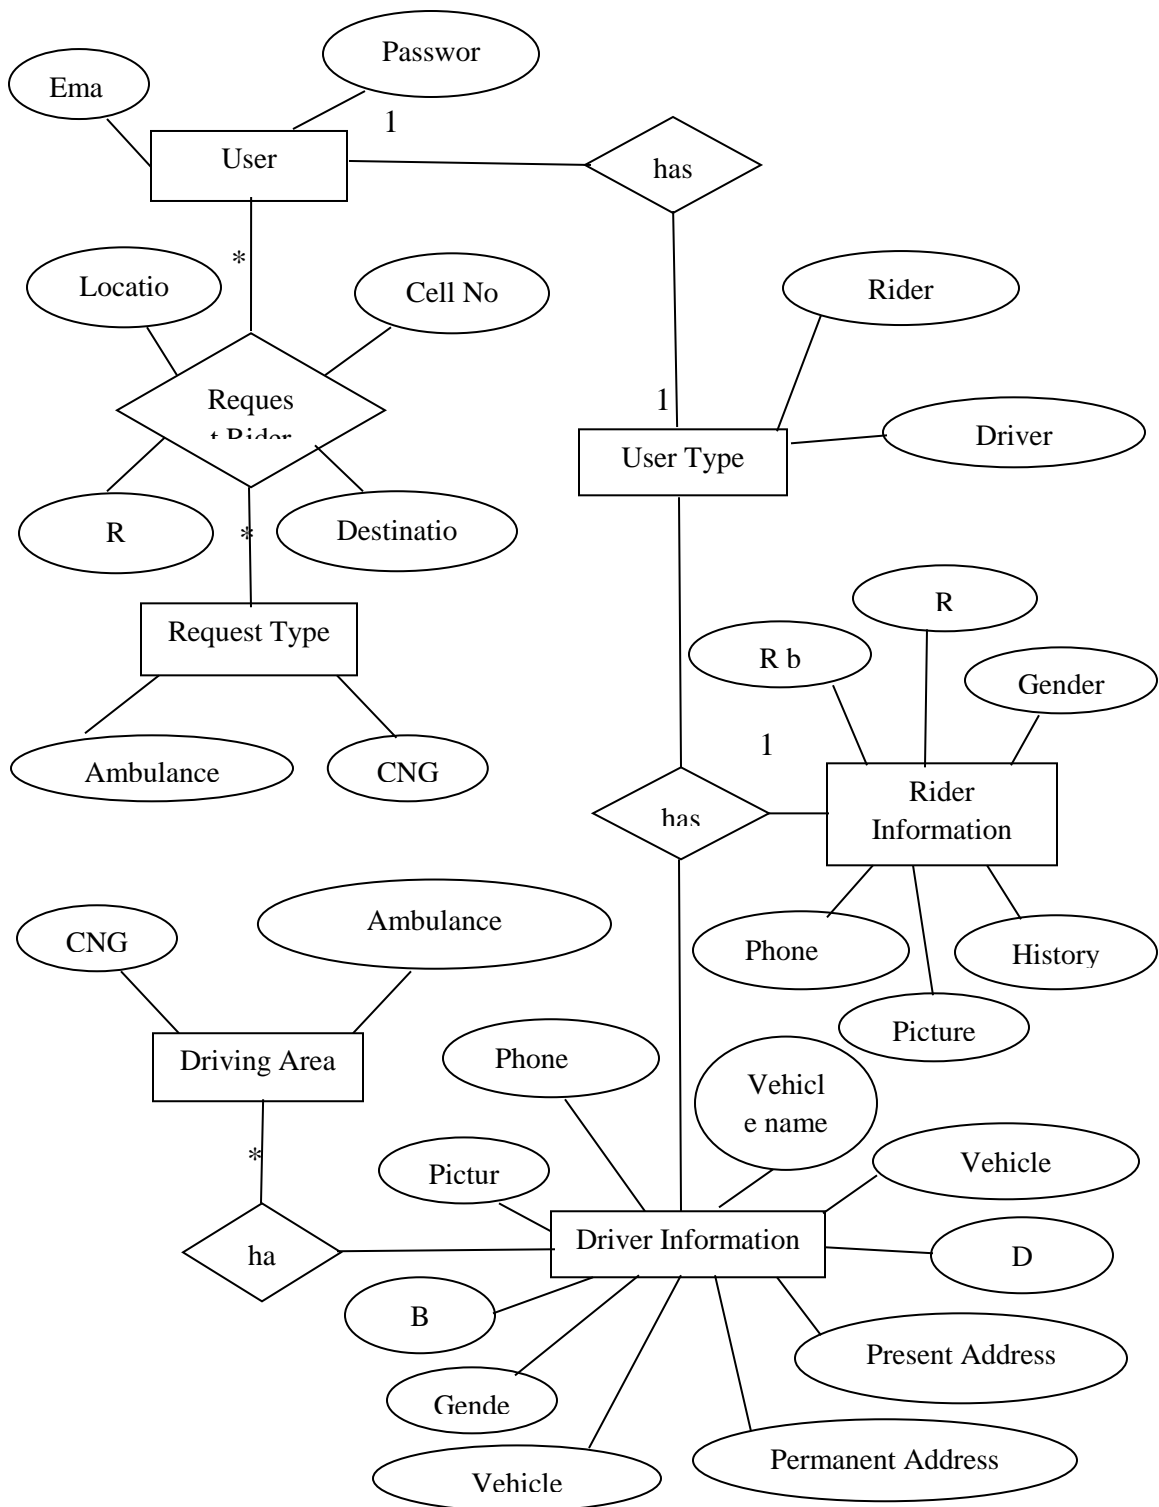 Passwor
Ema
1
User
has
*
Locatio
Cell No
Rider
Reques
t Rider
1
Driver
User Type
R
*
Destinatio
Request Type
R
R b
Gender
1
Ambulance
CNG
Rider
Information
has
CNG
Ambulance
Phone
History
Picture
Driving Area
Phone
Vehicl
e name
*
Pictur
Vehicle
Driver Information
ha
D
B
Present Address
Gende
Permanent Address
Vehicle